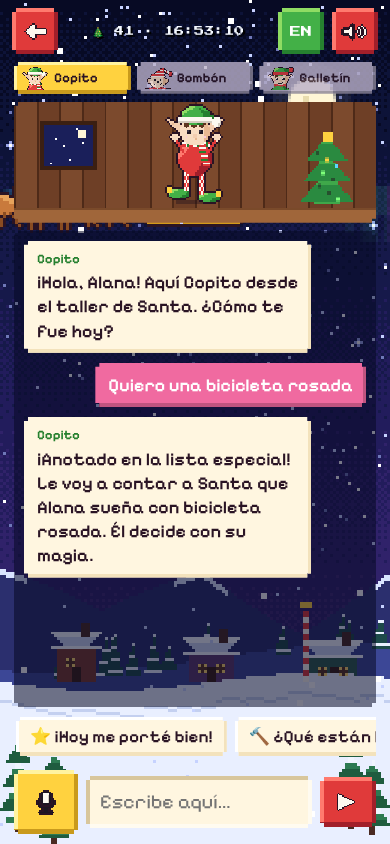 41 16:53:10 EN
Copito Bombón Galletín
Copito
¡Hola, Alana! Aquí Copito desde
el taller de Santa. ¿Cómo te
fue hoy?
Quiero una bicicleta rosada
Copito
¡Anotado en la lista especial!
Le voy a contar a Santa que
Alana sueña con bicicleta
rosada. Él decide con su
magia.
¡Hoy me porté bien! ¿Qué están
Escribe aquí...